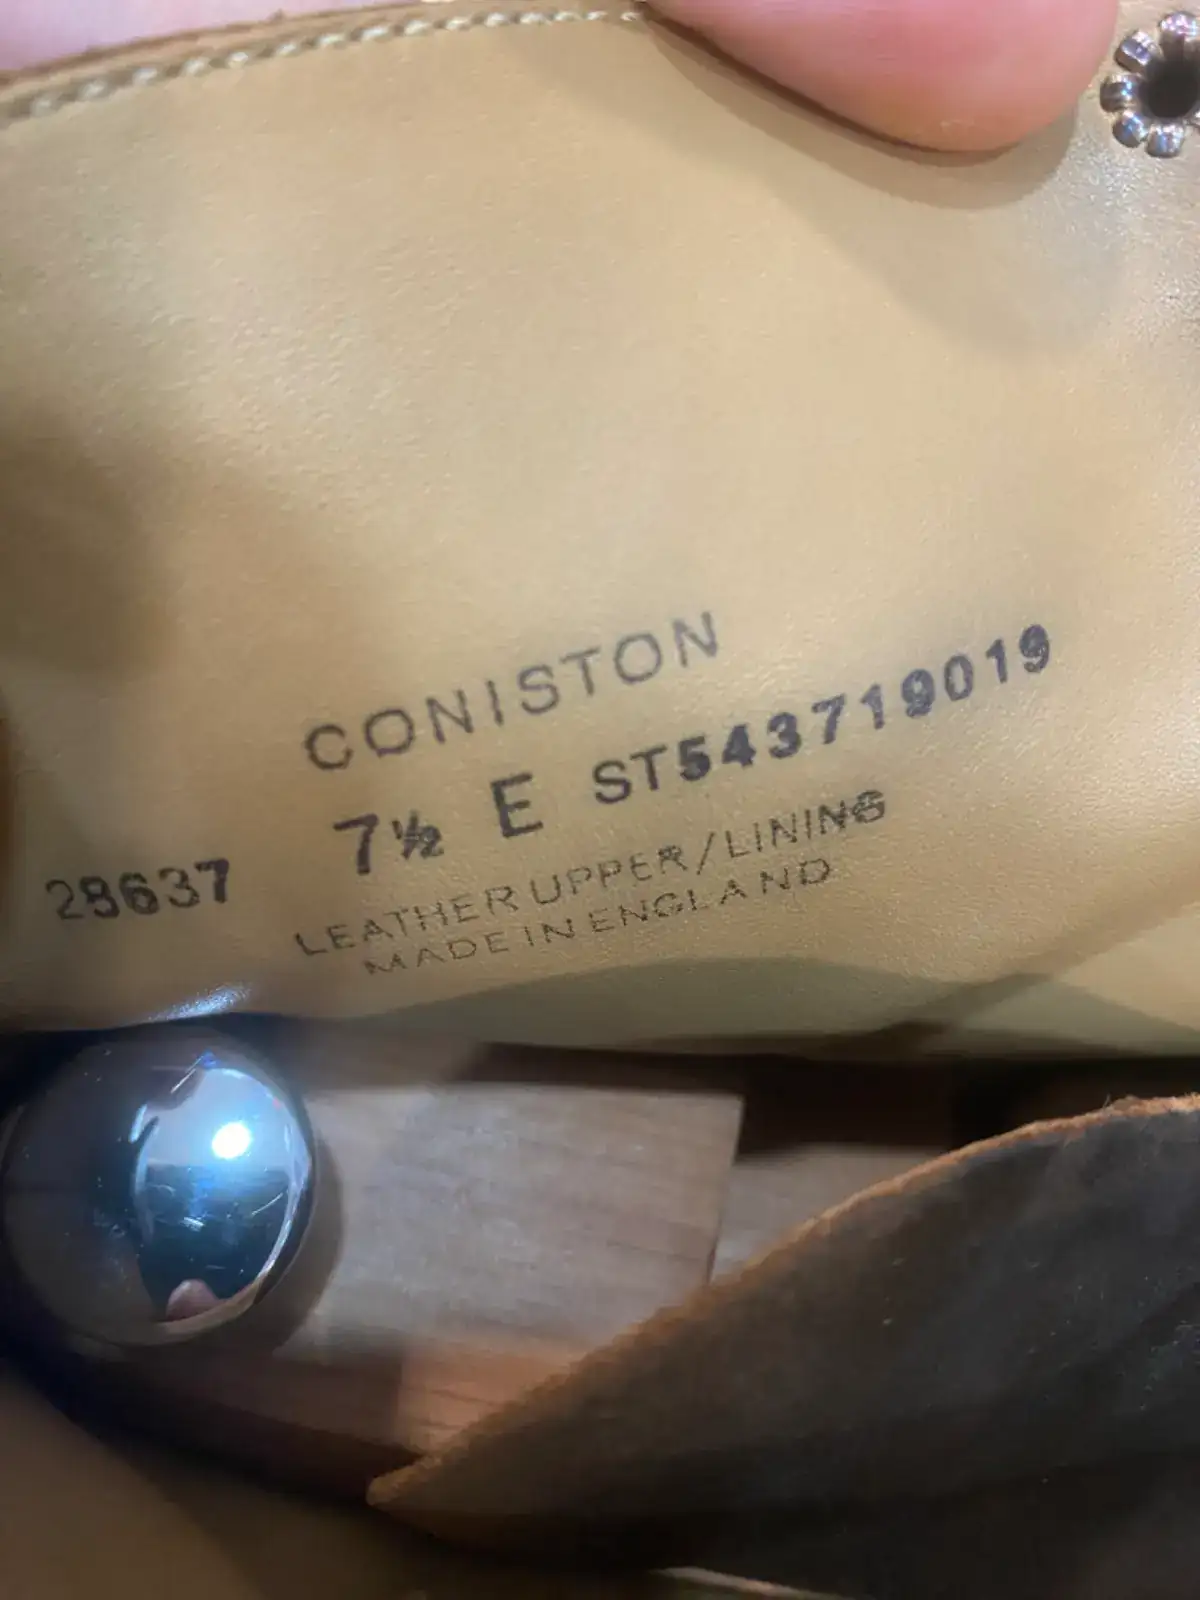 CONISTON
7½ E ST543719019
28637
LEATHER UPPER/LINING
MADE IN ENGLAND